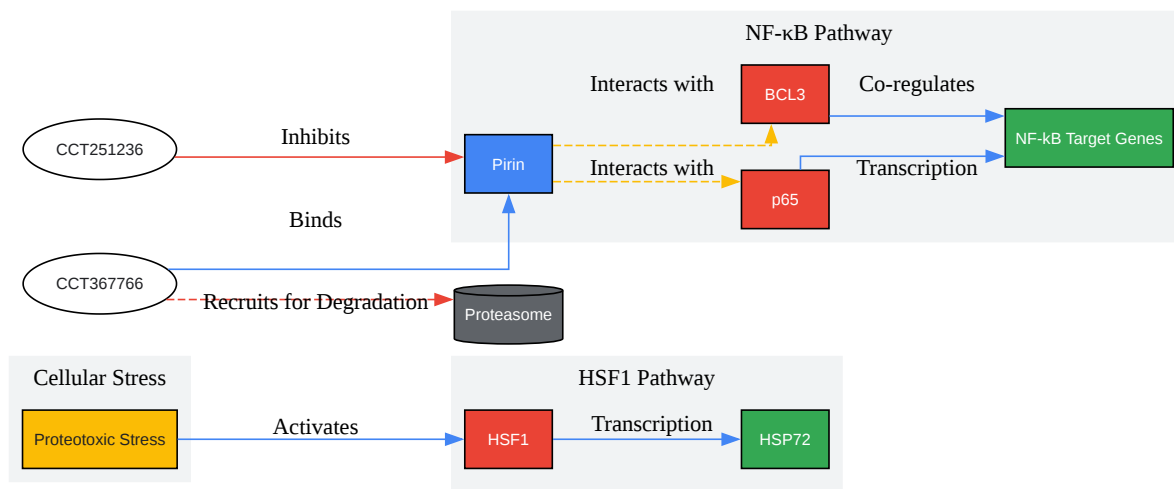 NF-κB Pathway
Interacts with
BCL3
Co-regulates
CCT251236
Inhibits
Pirin
Interacts with
p65
Transcription
NF-kB Target Genes
Binds
CCT367766
Recruits for Degradation
Proteasome
Cellular Stress
Proteotoxic Stress
Activates
HSF1 Pathway
HSF1
Transcription
HSP72